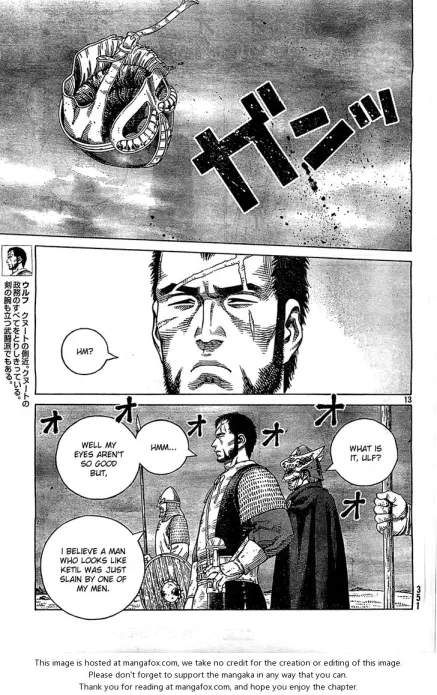 ガンッ
ウルフ クヌートの側近。クヌートの
政務のすべてをとりしきっている。
剣の腕も立つ武闘派でもある。
HM?
13
オ
オ
オ
オ
オ
オ
WHAT IS
IT, ULF?
HMM...
WELL MY
EYES AREN'T
SO GOOD
BUT,
I BELIEVE A MAN
WHO LOOKS LIKE
KETIL WAS JUST
SLAIN BY ONE OF
MY MEN.
351
This image is hosted at mangafox.com, we take no credit for the creation or editing of this image.
Please don't forget to support the mangaka in any way that you can.
Thank you for reading at mangafox.com, and hope you enjoy the chapter.